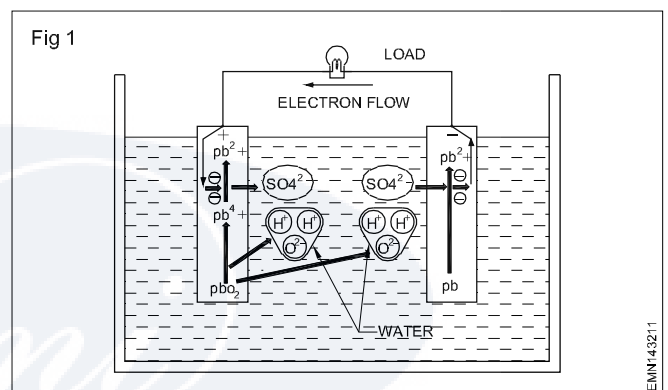 Fig 1
LOAD
ELECTRON FLOW
+
−
pb²+
pb²+
SO4²−
SO4²−
pb⁴+
H+ H+
H+ H+
O²−
O²−
pbo₂
pb
WATER
EMN143211